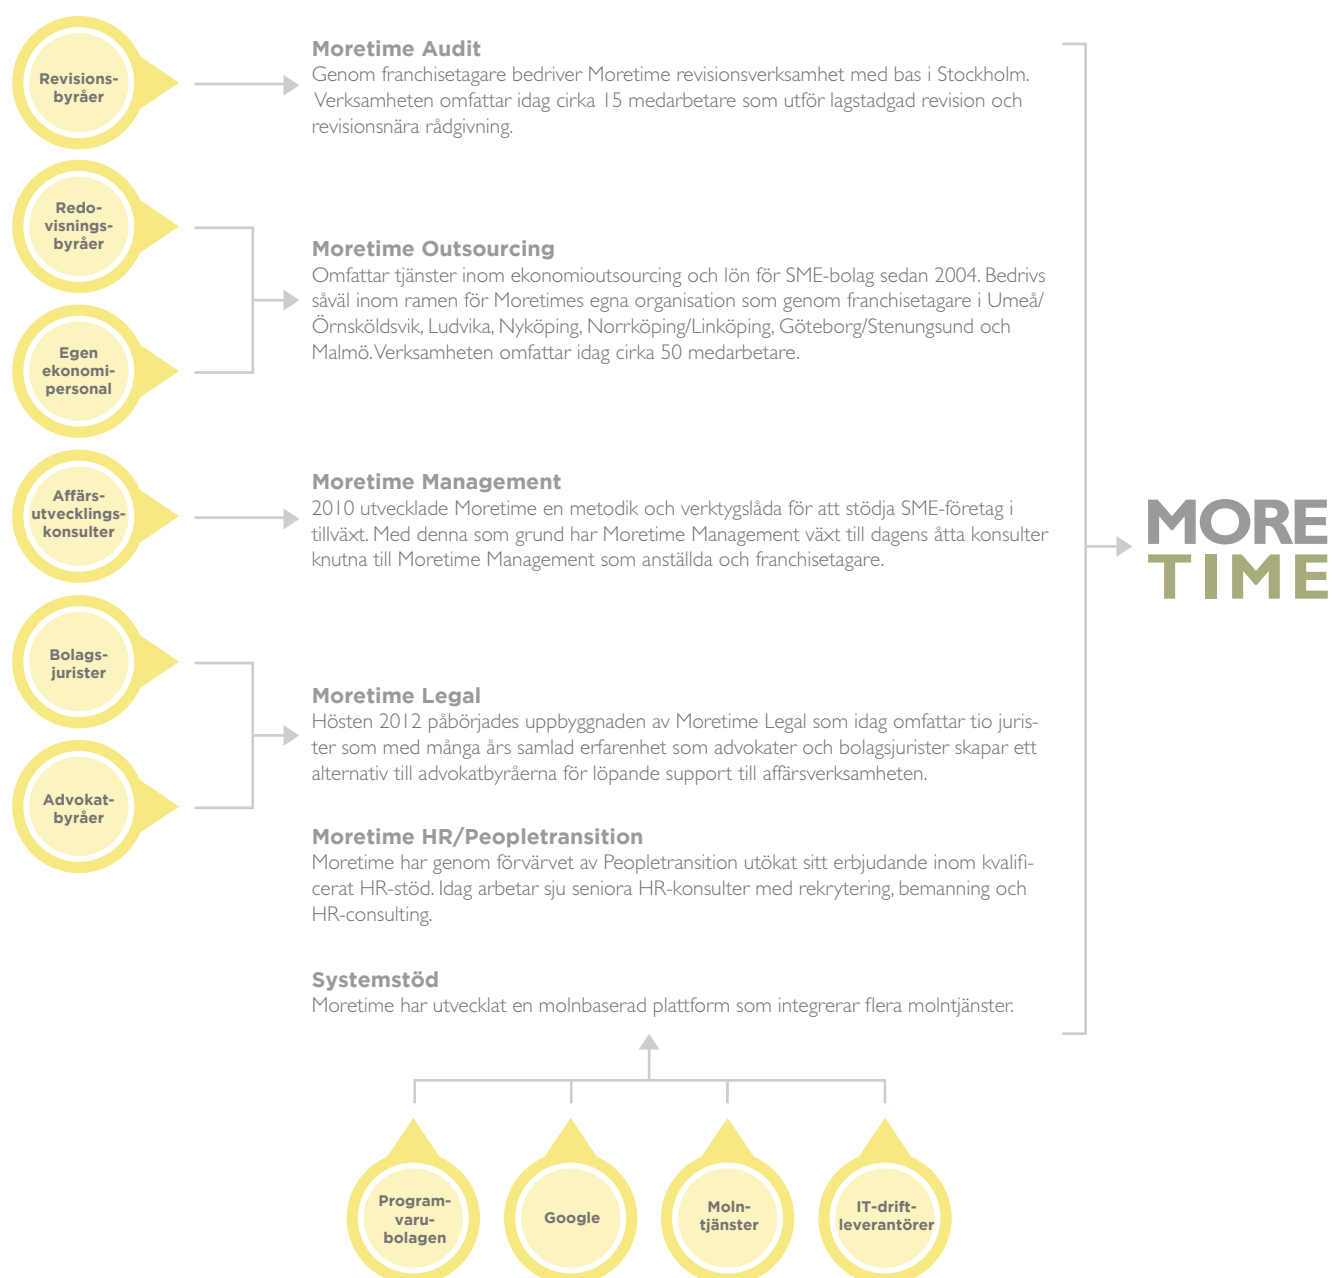 Revisions-
byråer
Moretime Audit
Genom franchisetagare bedriver Moretime revisionsverksamhet med bas i Stockholm.
Verksamheten omfattar idag cirka 15 medarbetare som utför lagstadgad revision och
revisionsnära rådgivning.
Redo-
visnings-
byråer
Egen
ekonomi-
personal
Moretime Outsourcing
Omfattar tjänster inom ekonomioutsourcing och lön för SME-bolag sedan 2004. Bedrivs
såväl inom ramen för Moretimes egna organisation som genom franchisetagare i Umeå/
Örnsköldsvik, Ludvika, Nyköping, Norrköping/Linköping, Göteborg/Stenungsund och
Malmö. Verksamheten omfattar idag cirka 50 medarbetare.
Affärs-
utvecklings-
konsulter
Moretime Management
2010 utvecklade Moretime en metodik och verktygslåda för att stödja SME-företag i
tillväxt. Med denna som grund har Moretime Management växt till dagens åtta konsulter
knutna till Moretime Management som anställda och franchisetagare.
MORE
TIME
Bolags-
jurister
Advokat-
byråer
Moretime Legal
Hösten 2012 påbörjades uppbyggnaden av Moretime Legal som idag omfattar tio juris-
ter som med många års samlad erfarenhet som advokater och bolagsjurister skapar ett
alternativ till advokatbyråerna för löpande support till affärsverksamheten.
Moretime HR/Peopletransition
Moretime har genom förvärvet av Peopletransition utökat sitt erbjudande inom kvalifi-
cerat HR-stöd. Idag arbetar sju seniora HR-konsulter med rekrytering, bemanning och
HR-consulting.
Systemstöd
Moretime har utvecklat en molnbaserad plattform som integrerar flera molntjänster.
Program-
varu-
bolagen
Google
Moln-
tjänster
IT-drift-
leverantörer